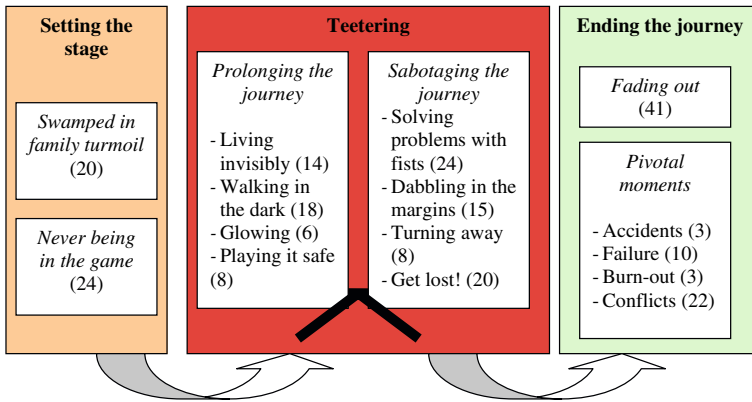 Setting the
stage
Swamped in
family turmoil
(20)
Never being
in the game
(24)
Teetering
Prolonging the
journey
- Living
invisibly (14)
- Walking in
the dark (18)
- Glowing (6)
- Playing it safe
(8)
Sabotaging the
journey
- Solving
problems with
fists (24)
- Dabbling in the
margins (15)
- Turning away
(8)
- Get lost! (20)
Ending the journey
Fading out
(41)
Pivotal
moments
- Accidents (3)
- Failure (10)
- Burn-out (3)
- Conflicts (22)